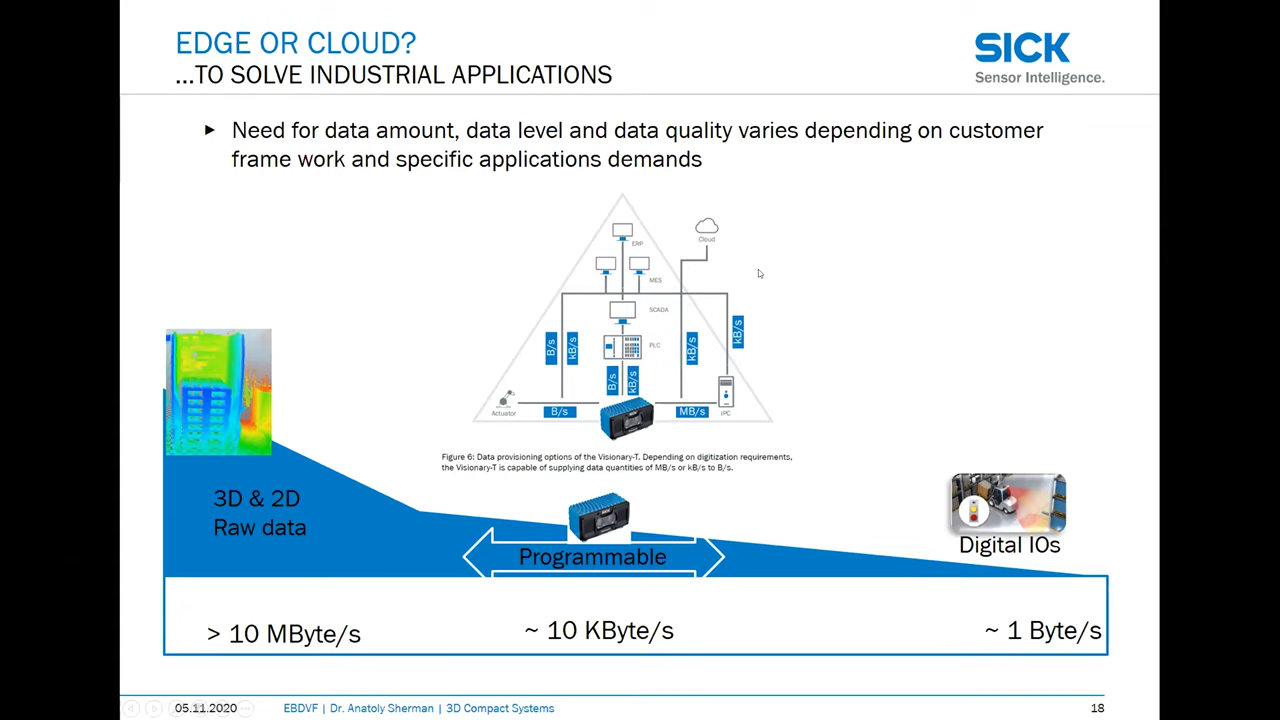 EDGE OR CLOUD?
...TO SOLVE INDUSTRIAL APPLICATIONS
SICK
Sensor Intelligence.
► Need for data amount, data level and data quality varies depending on customer
frame work and specific applications demands
ERP
Cloud
MES
SCADA
PLC
B/s
kB/s
kB/s
kB/s
B/s
kB/s
Actuator
B/s
MB/s
IPC
Figure 6: Data provisioning options of the Visionary-T. Depending on digitization requirements,
the Visionary-T is capable of supplying data quantities of MB/s or kB/s to B/s.
3D & 2D
Raw data
SICK
Programmable
Digital IOs
> 10 MByte/s
~ 10 KByte/s
~ 1 Byte/s
05.11.2020
EBDVF | Dr. Anatoly Sherman | 3D Compact Systems
18